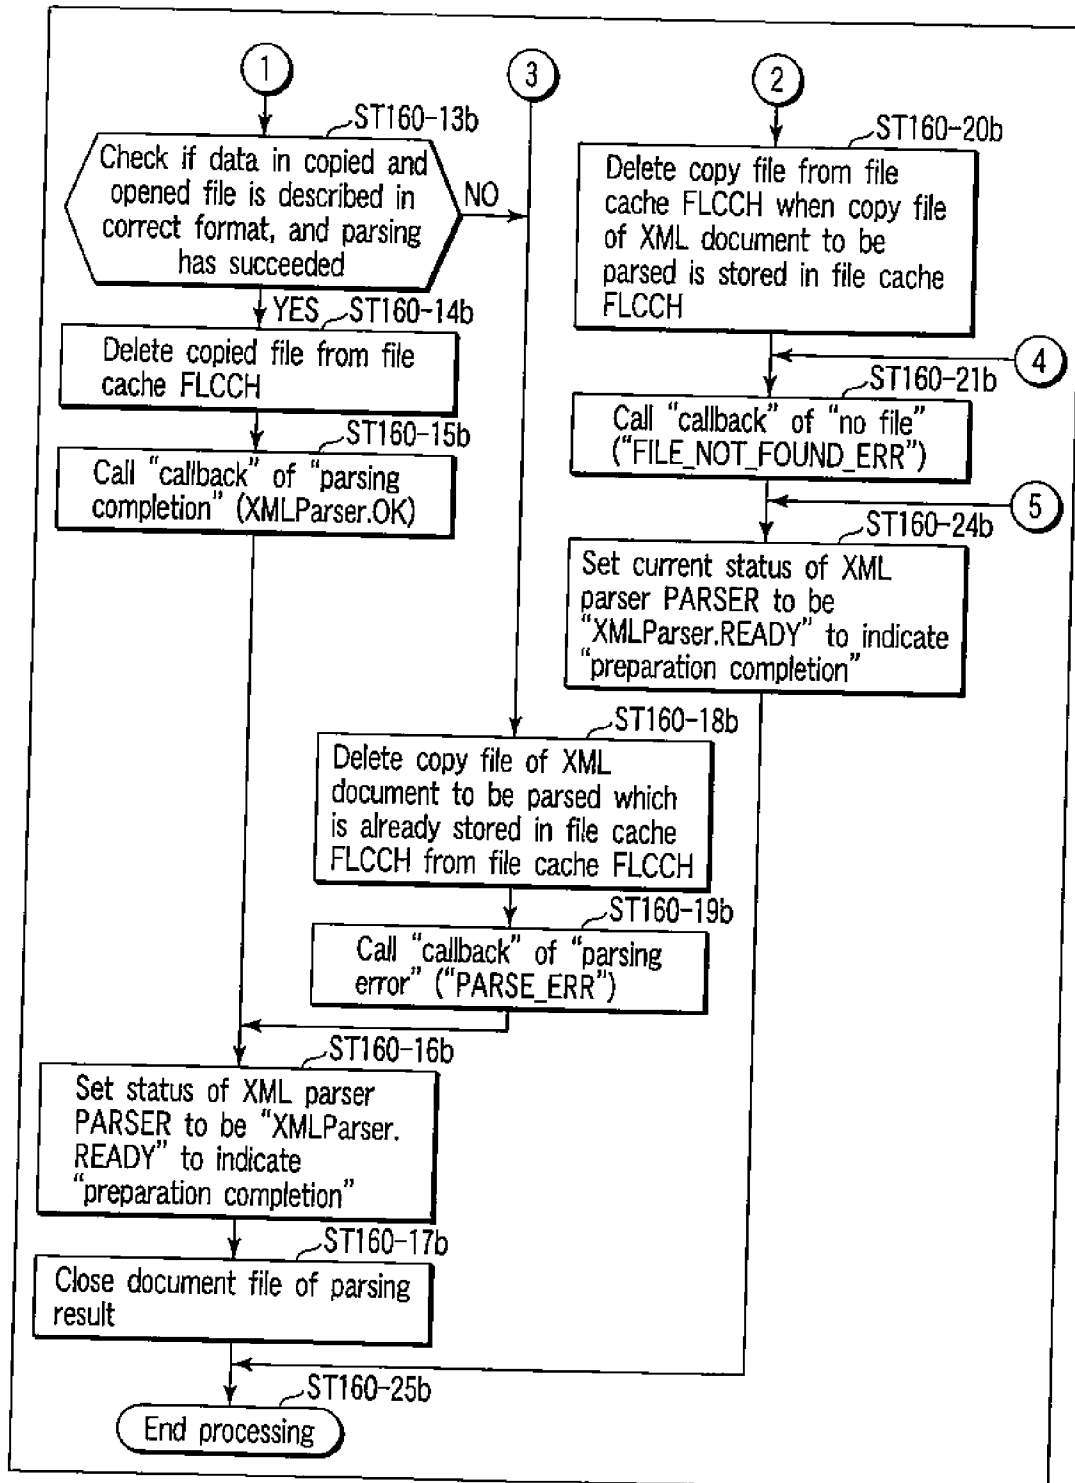 1
3
2
ST160-13b
Check if data in copied and
opened file is described in
correct format, and parsing
has succeeded
NO
ST160-20b
Delete copy file from file
cache FLCCH when copy file
of XML document to be
parsed is stored in file cache
FLCCH
YES
ST160-14b
Delete copied file from file
cache FLCCH
4
ST160-21b
Call “callback” of “no file”
(“FILE_NOT_FOUND_ERR”)
ST160-15b
Call “callback” of “parsing
completion” (XMLParser.OK)
5
ST160-24b
Set current status of XML
parser PARSER to be
“XMLParser.READY” to indicate
“preparation completion”
ST160-18b
Delete copy file of XML
document to be parsed which
is already stored in file cache
FLCCH from file cache FLCCH
ST160-19b
Call “callback” of “parsing
error” (“PARSE_ERR”)
ST160-16b
Set status of XML parser
PARSER to be “XMLParser.
READY” to indicate
“preparation completion”
ST160-17b
Close document file of parsing
result
ST160-25b
End processing